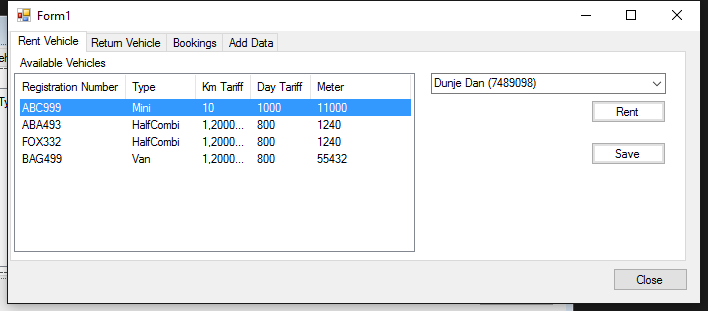 Form1
Rent Vehicle Return Vehicle Bookings Add Data
Available Vehicles
Registration Number Type Km Tariff Day Tariff Meter
Dunje Dan (7489098)
ABC999 Mini 10 1000 11000
Rent
ABA493 HalfCombi 1,2000... 800 1240
FOX332 HalfCombi 1,2000... 800 1240
BAG499 Van 1,2000... 800 55432
Save
Close